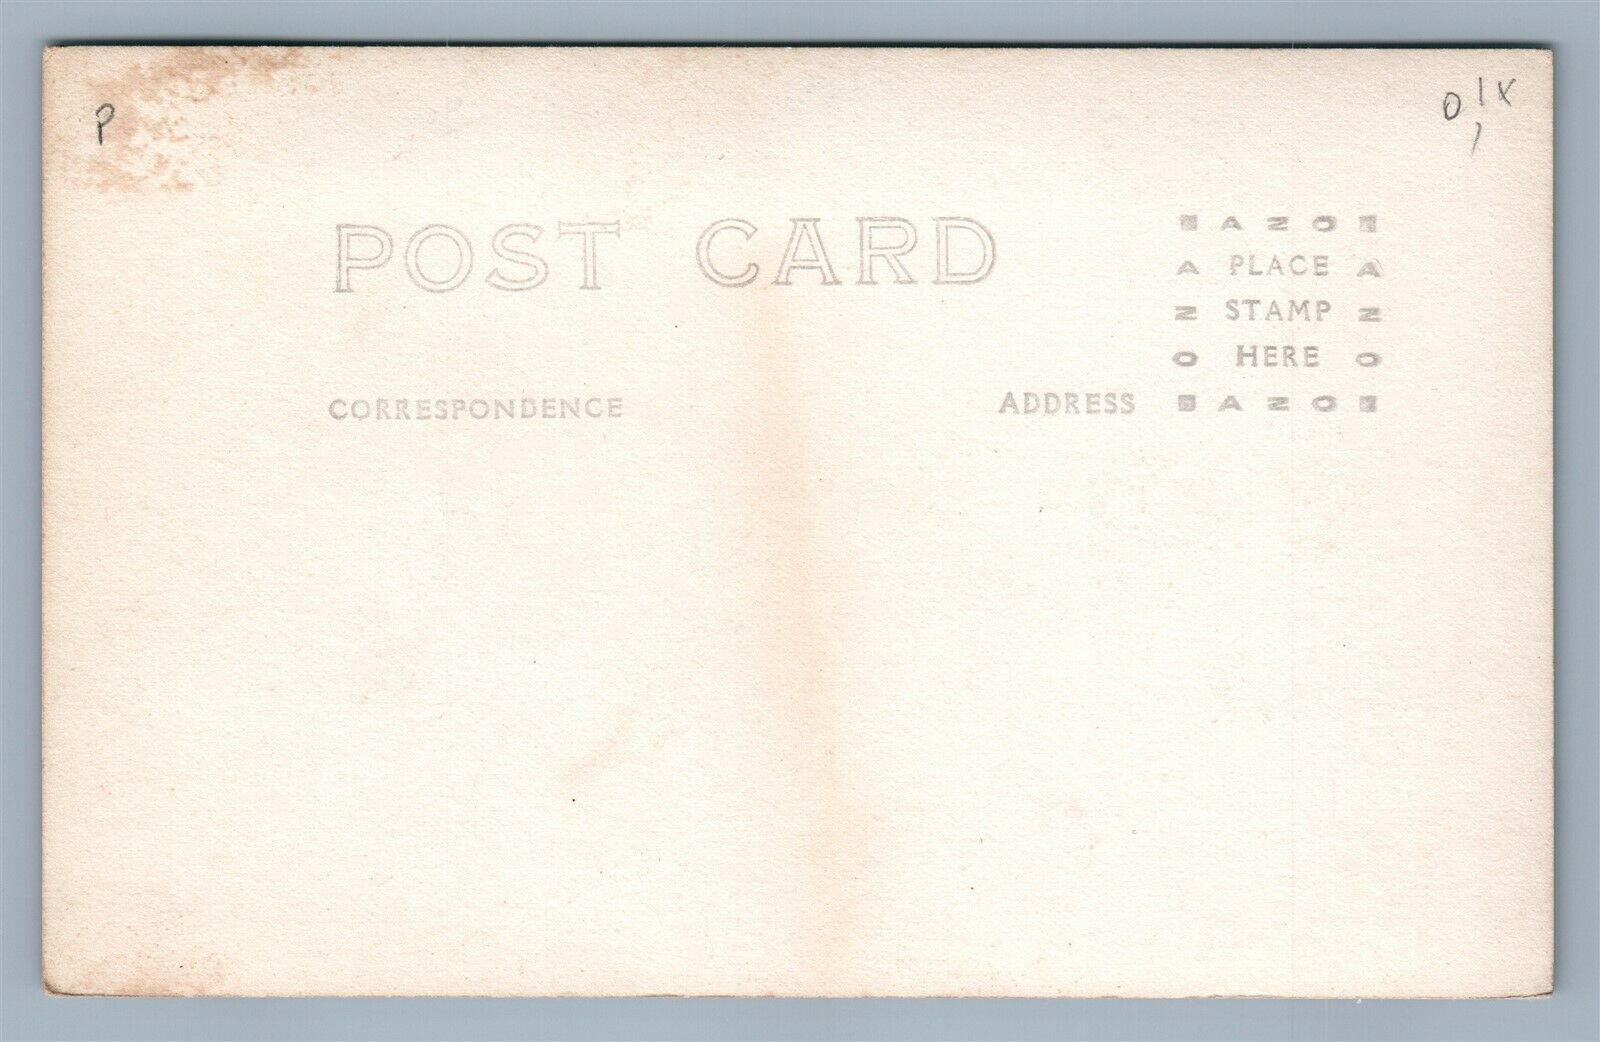 P
POST CARD
CORRESPONDENCE
ADDRESS
AZO
A PLACE A
Z STAMP Z
O HERE O
AZO